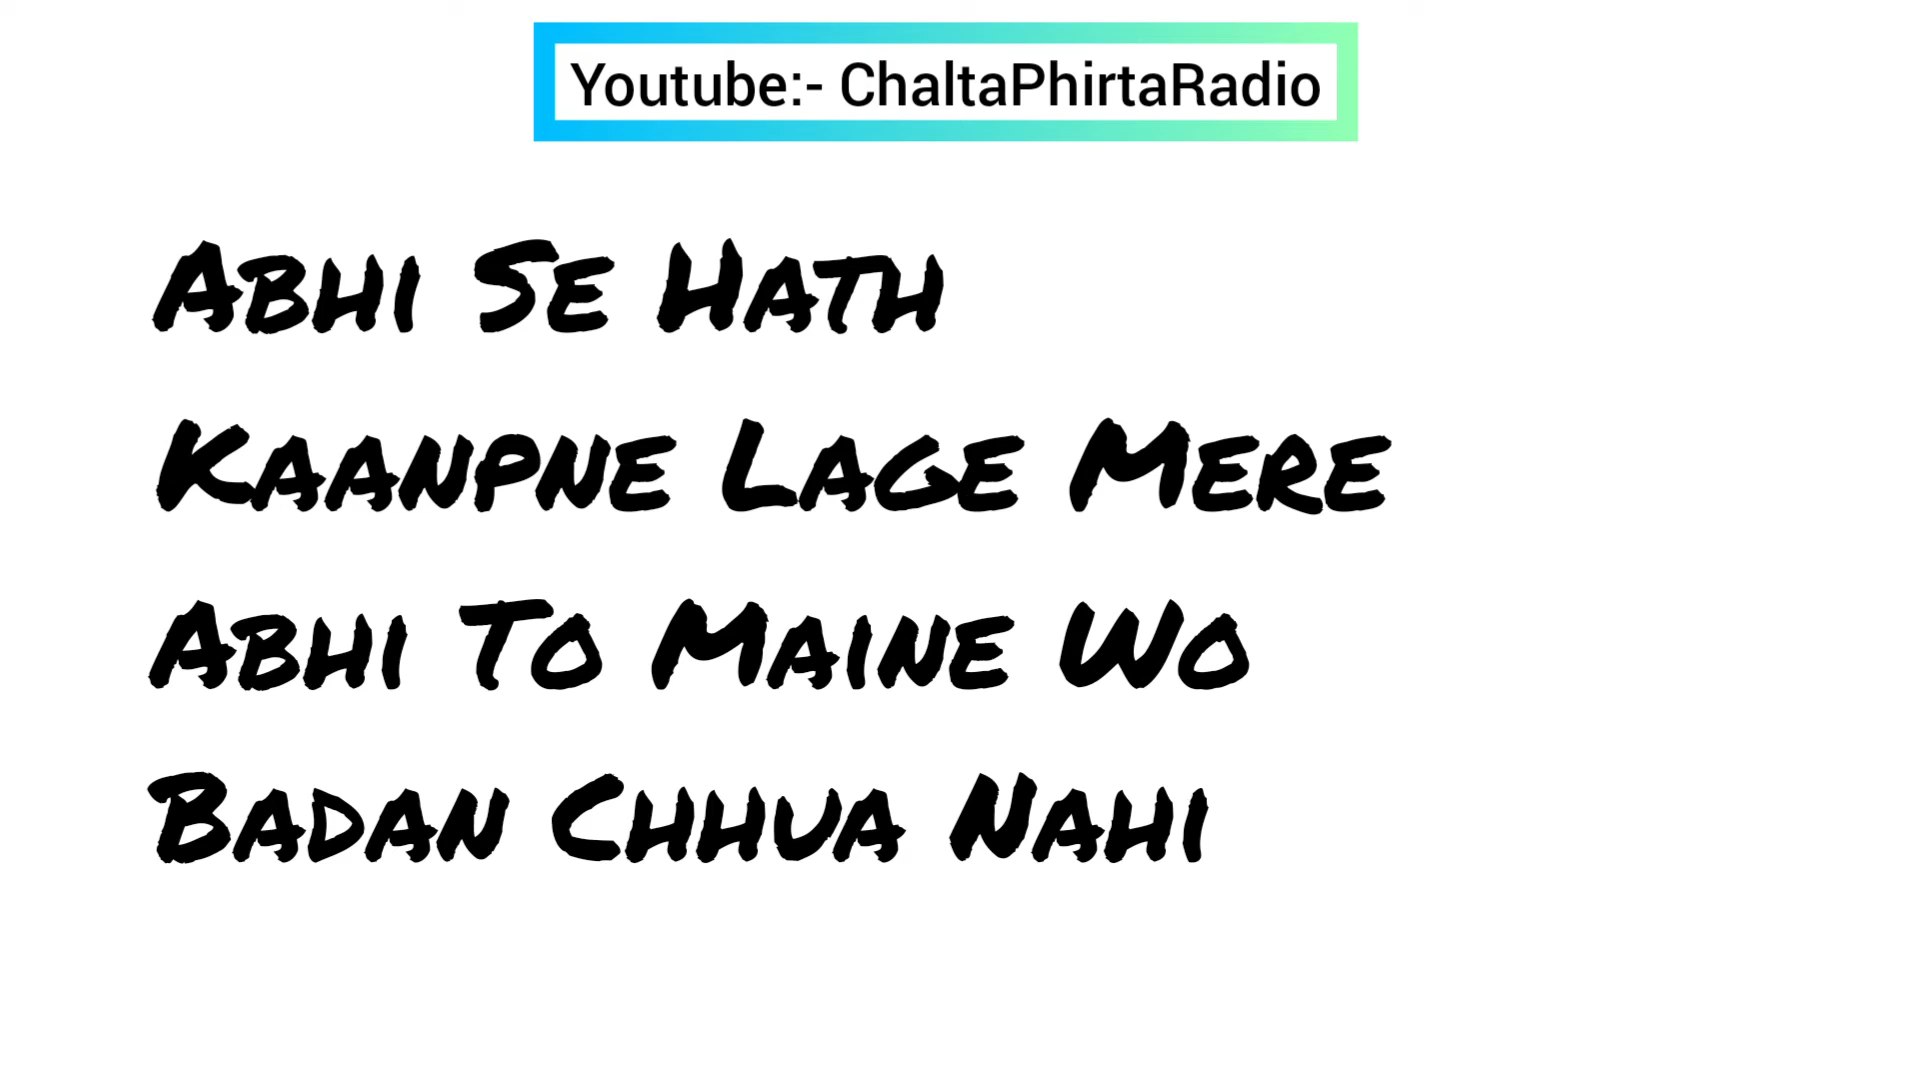 Youtube:- ChaltaPhirtaRadio
Abhi Se Hath
Kaanpne Lage Mere
Abhi To Maine Wo
Badan Chhua Nahi